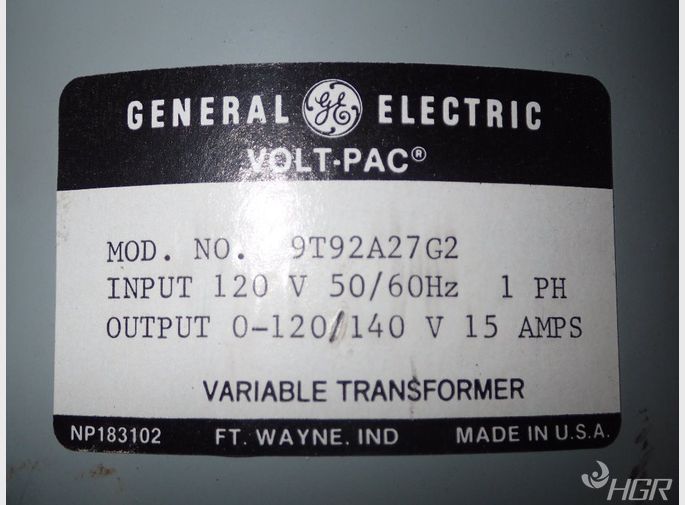 GENERAL GE ELECTRIC
VOLT-PAC®
MOD. NO. 9T92A27G2
INPUT 120 V 50/60Hz 1 PH
OUTPUT 0-120/140 V 15 AMPS
VARIABLE TRANSFORMER
NP183102 FT. WAYNE. IND MADE IN U.S.A.
HGR